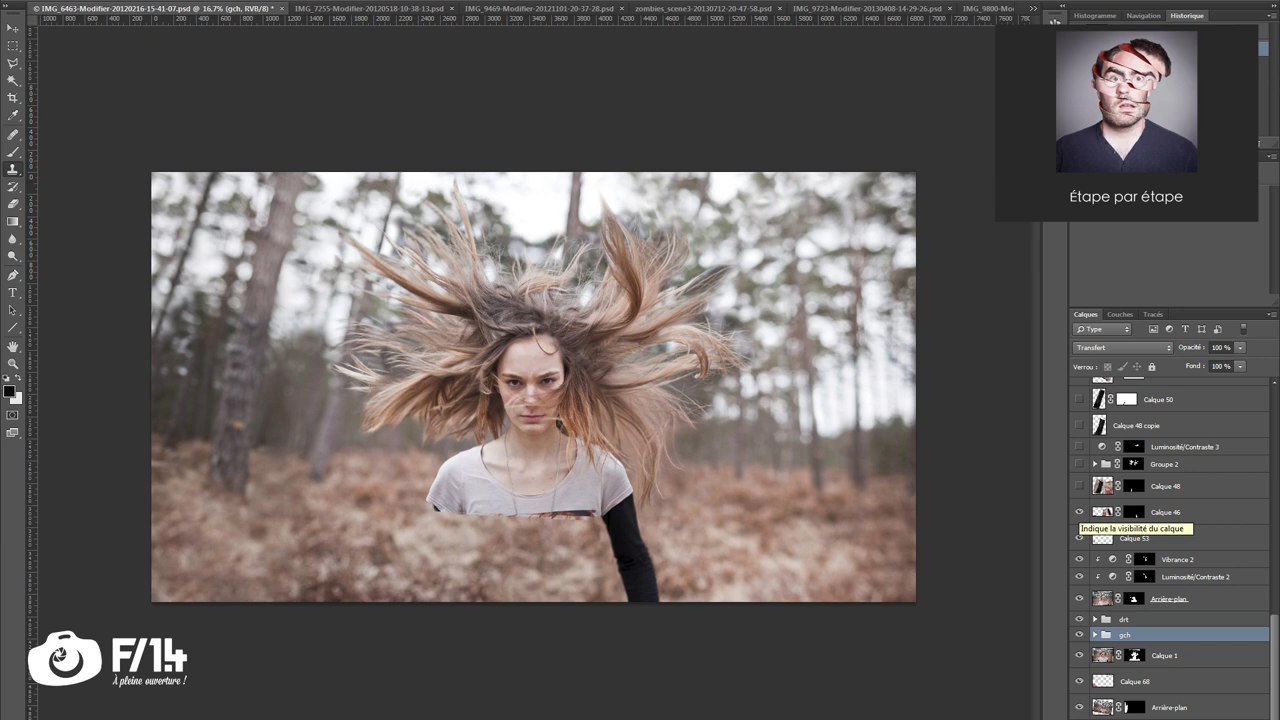 © IMG_6463-Modifier-20120216-15-41-07.psd @ 16,7% (gch, RVB/8) *
IMG_7255-Modifier-20120518-10-38-13.psd
IMG_9469-Modifier-20121101-20-37-28.psd
zombies_scene3-20130712-20-47-58.psd
IMG_9723-Modifier-20130408-14-29-26.psd
IMG_9800-Mo
Histogramme
Navigation
Historique
Étape par étape
Calques
Couches
Tracés
Type
Transfert
Opacité : 100 %
Verrou :
Fond : 100 %
Calque 50
Calque 48 copie
Luminosité/Contraste 3
Groupe 2
Calque 48
Calque 46
Indique la visibilité du calque
Calque 53
Vibrance 2
Luminosité/Contraste 2
Arrière-plan
drt
gch
Calque 1
Calque 68
Arrière-plan
F/1.4
À pleine ouverture !